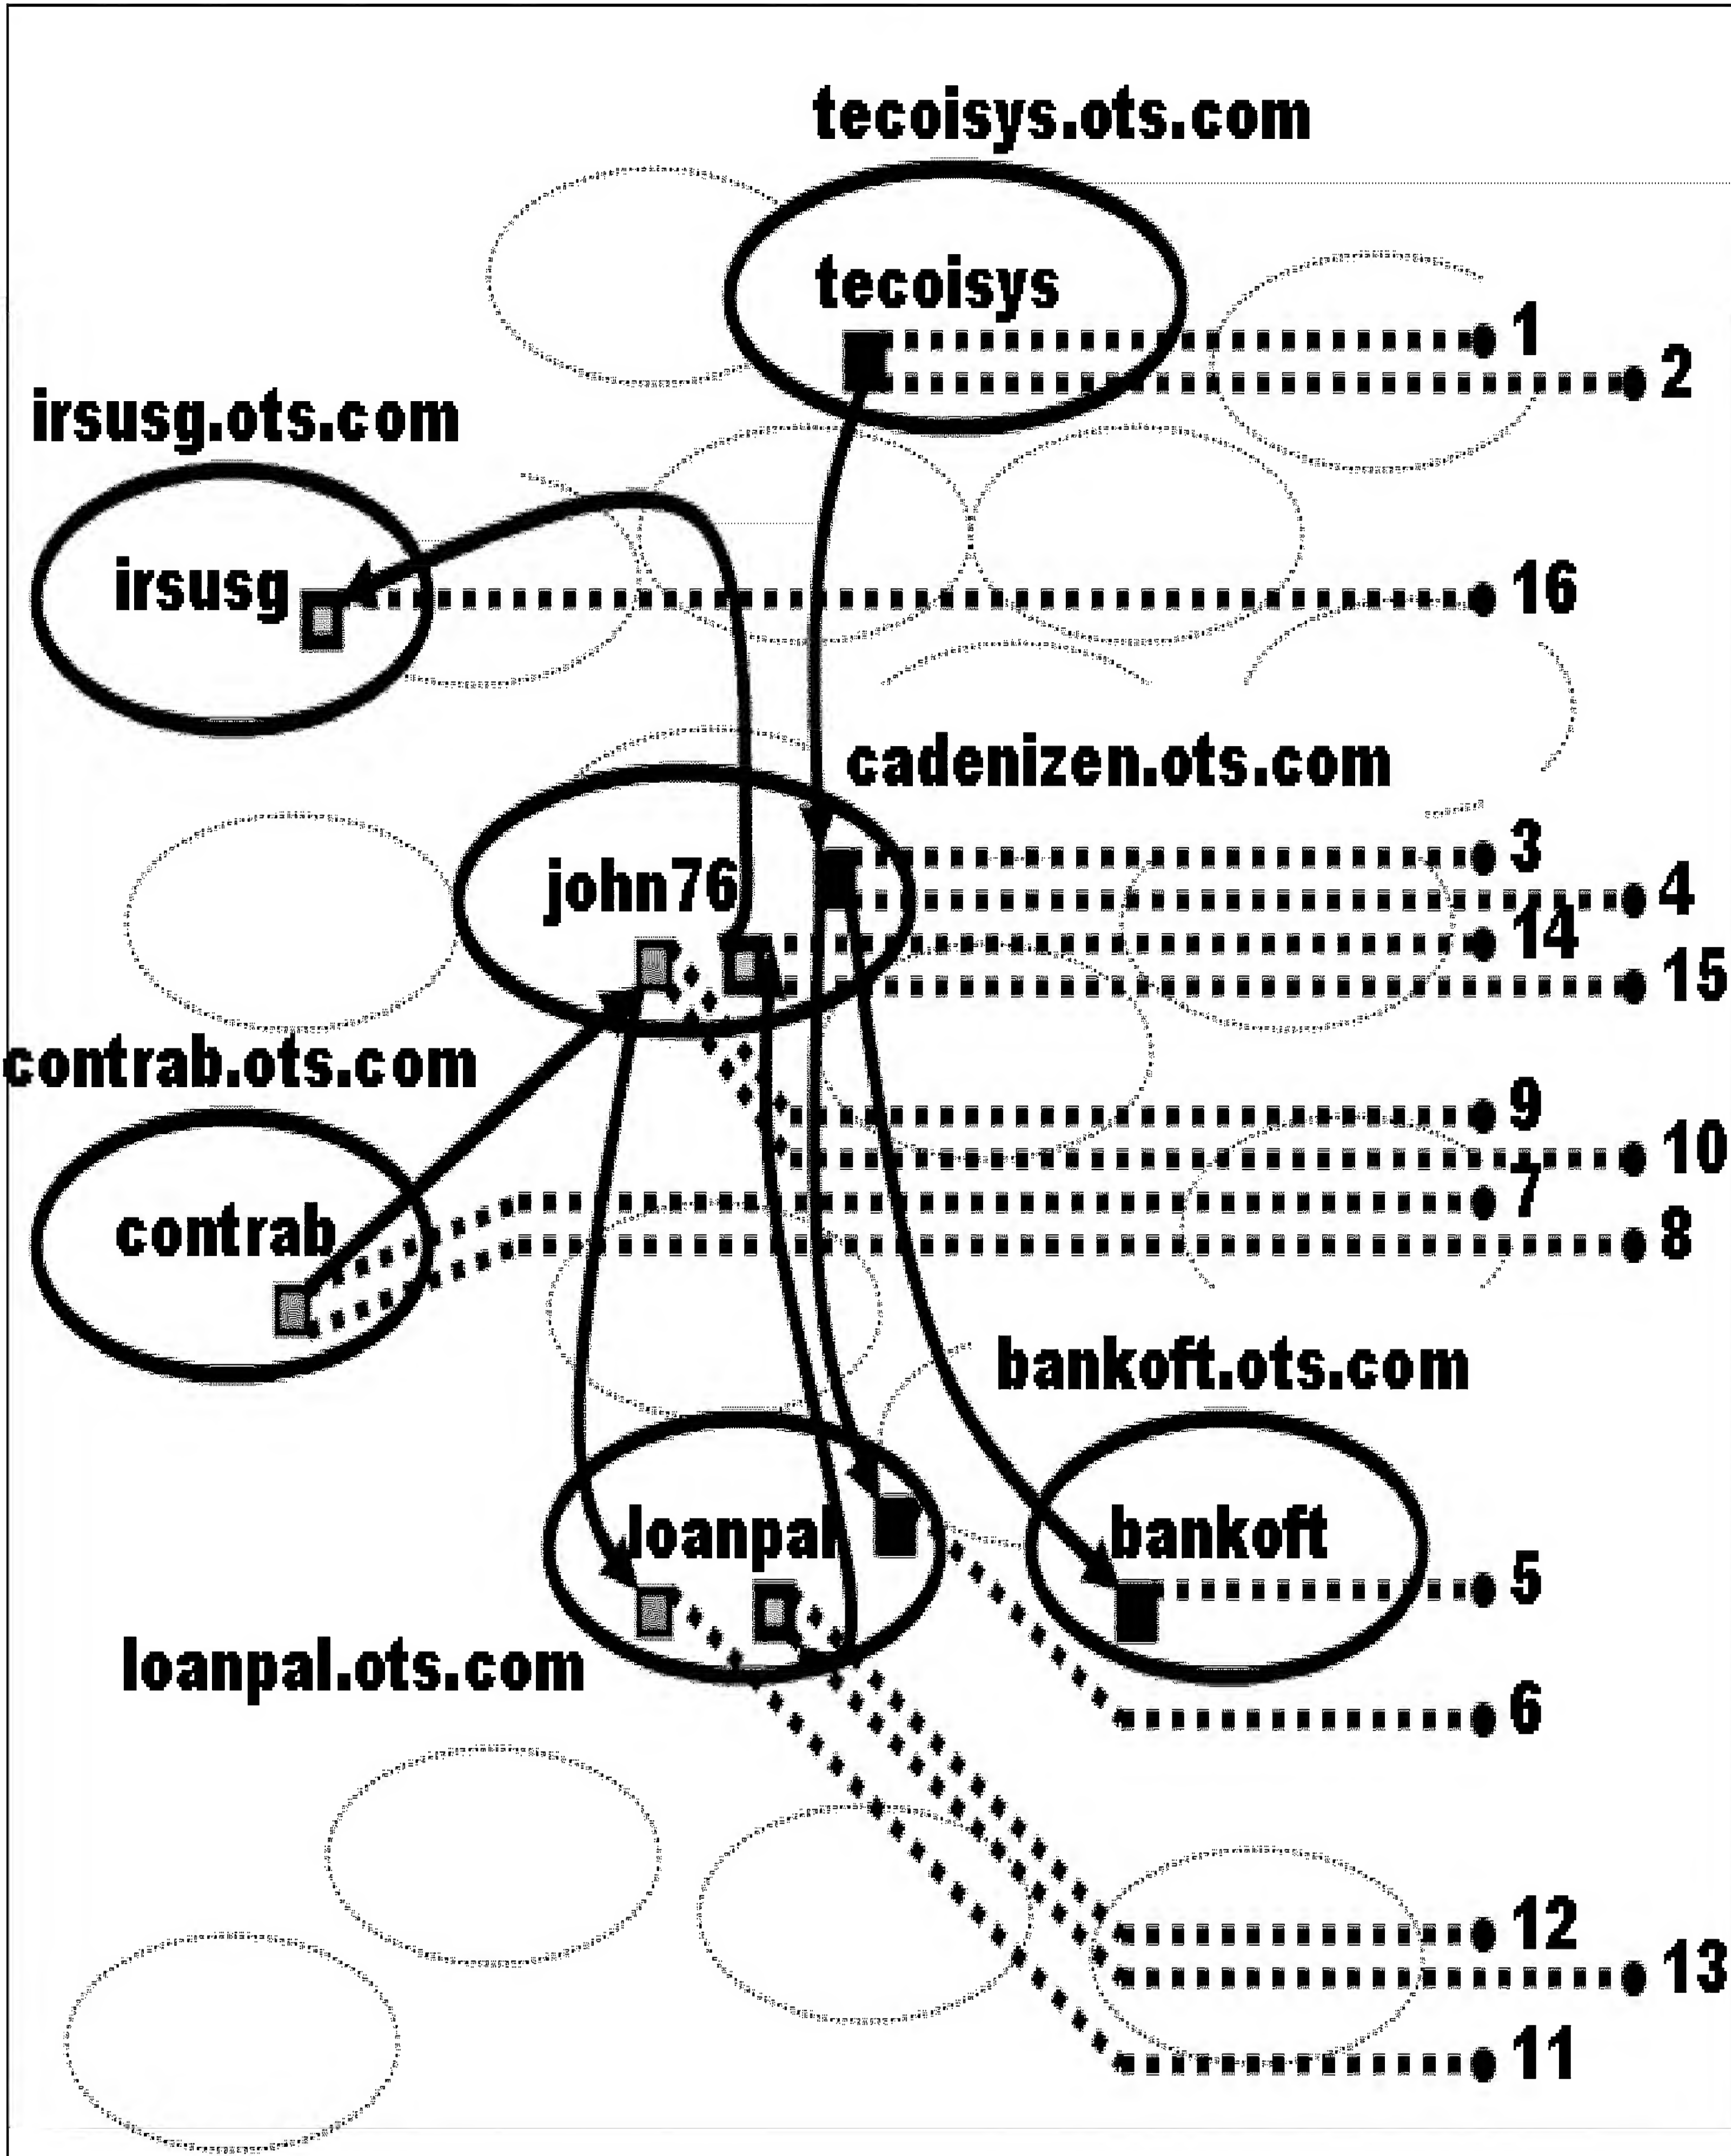 tecoisys.ots.com
tecoisys
1
2
irsusg.ots.com
irsusg
16
cadenizen.ots.com
john76
3
4
14
15
contrab.ots.com
9
10
7
contrab
8
bankoft.ots.com
loanpal
bankoft
5
loanpal.ots.com
6
12
13
11